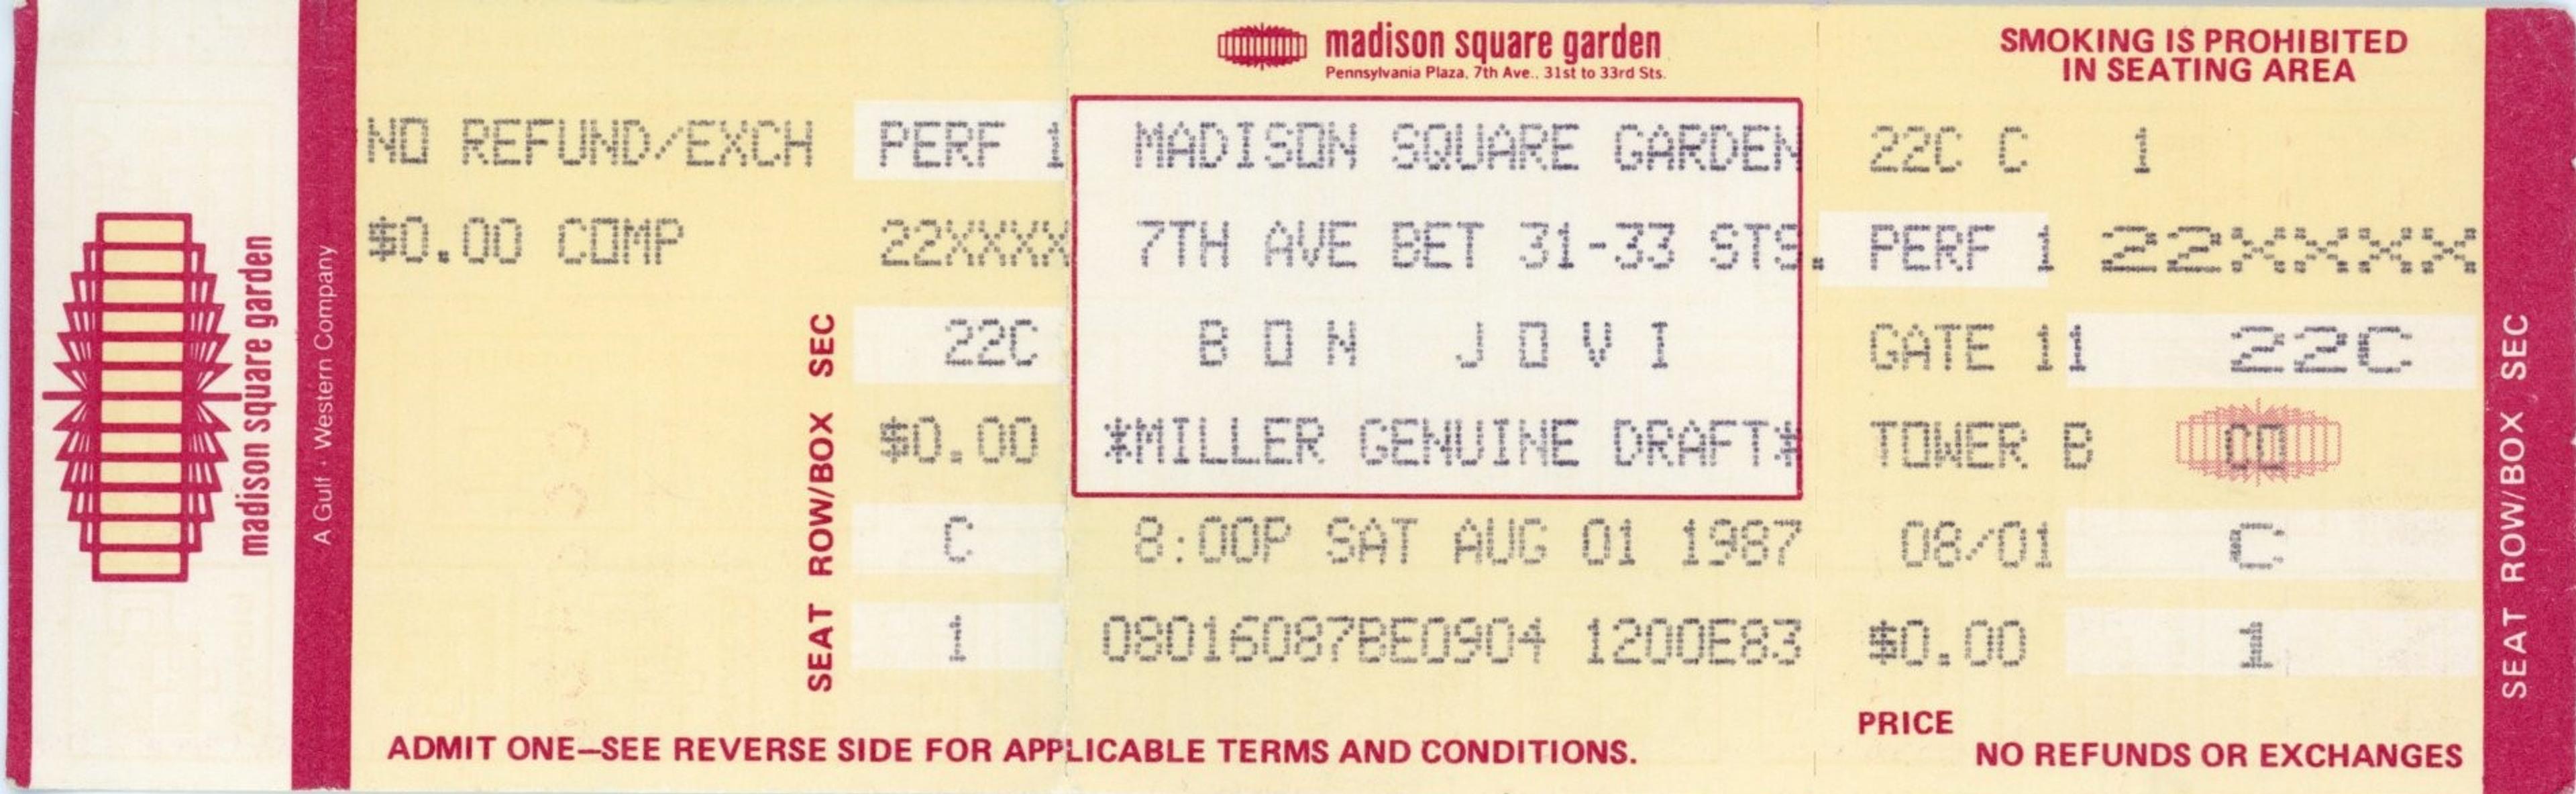 madison square garden
A Gulf + Western Company
NO REFUND/EXCH
$0.00 COMP
PERF 1
22XXXX
SEAT ROW/BOX SEC
22C
$0.00
C
1
madison square garden
Pennsylvania Plaza, 7th Ave., 31st to 33rd Sts.
MADISON SQUARE GARDEN
7TH AVE BET 31-33 STS.
BON JOVI
*MILLER GENUINE DRAFT*
8:00P SAT AUG 01 1987
08016087BE0904 1200E83
ADMIT ONE—SEE REVERSE SIDE FOR APPLICABLE TERMS AND CONDITIONS.
SMOKING IS PROHIBITED
IN SEATING AREA
22C C 1
PERF 1 22XXXX
GATE 11 22C
TOWER B CO
08/01 C
$0.00 1
PRICE
NO REFUNDS OR EXCHANGES
SEAT ROW/BOX SEC